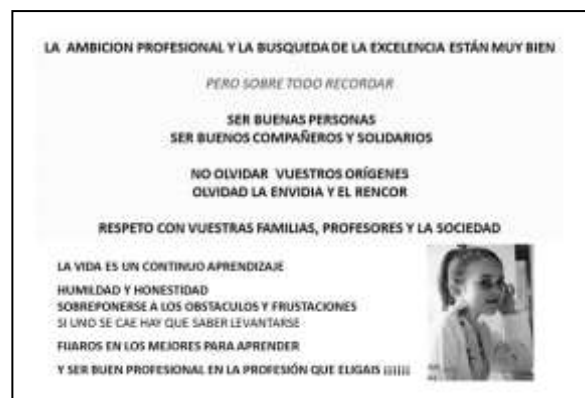 LA AMBICION PROFESIONAL Y LA BUSQUEDA DE LA EXCELENCIA ESTÁN MUY BIEN
PERO SOBRE TODO RECORDAR
SER BUENAS PERSONAS
SER BUENOS COMPAÑEROS Y SOLIDARIOS
NO OLVIDAR VUESTROS ORÍGENES
OLVIDAD LA ENVIDIA Y EL RENCOR
RESPETO CON VUESTRAS FAMILIAS, PROFESORES Y LA SOCIEDAD
LA VIDA ES UN CONTINUO APRENDIZAJE
HUMILDAD Y HONESTIDAD
SOBREPONERSE A LOS OBSTACULOS Y FRUSTACIONES
SI UNO SE CAE HAY QUE SABER LEVANTARSE
FIJAROS EN LOS MEJORES PARA APRENDER
Y SER BUEN PROFESIONAL EN LA PROFESIÓN QUE ELIGAIS ¡¡¡¡¡¡